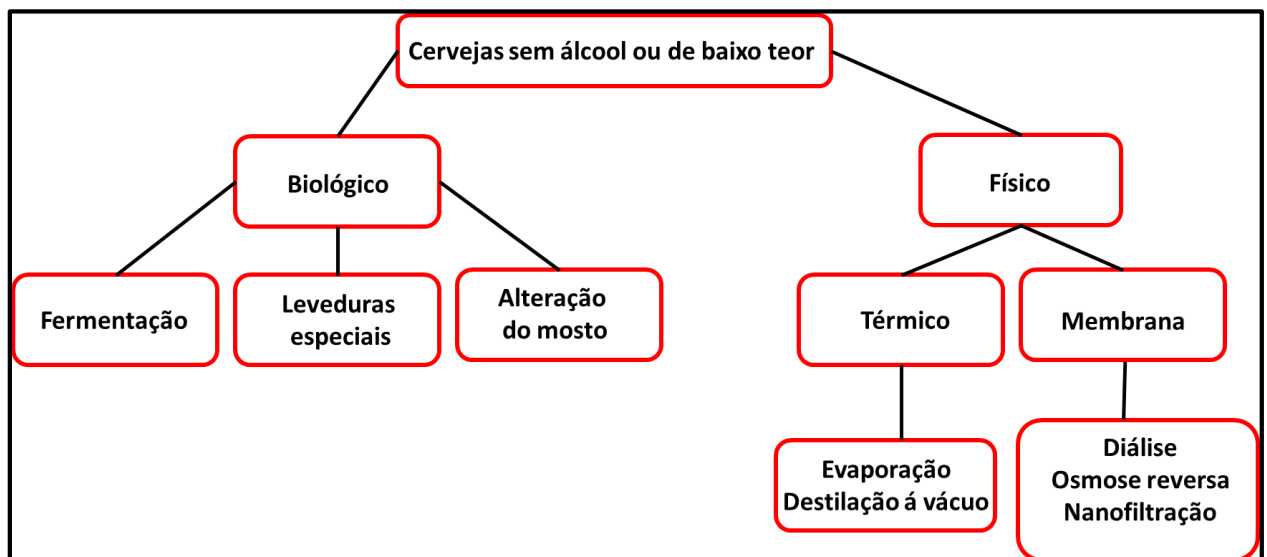 Cervejas sem álcool ou de baixo teor
Biológico
Físico
Fermentação
Leveduras
especiais
Alteração
do mosto
Térmico
Membrana
Evaporação
Destilação á vácuo
Diálise
Osmose reversa
Nanofiltração